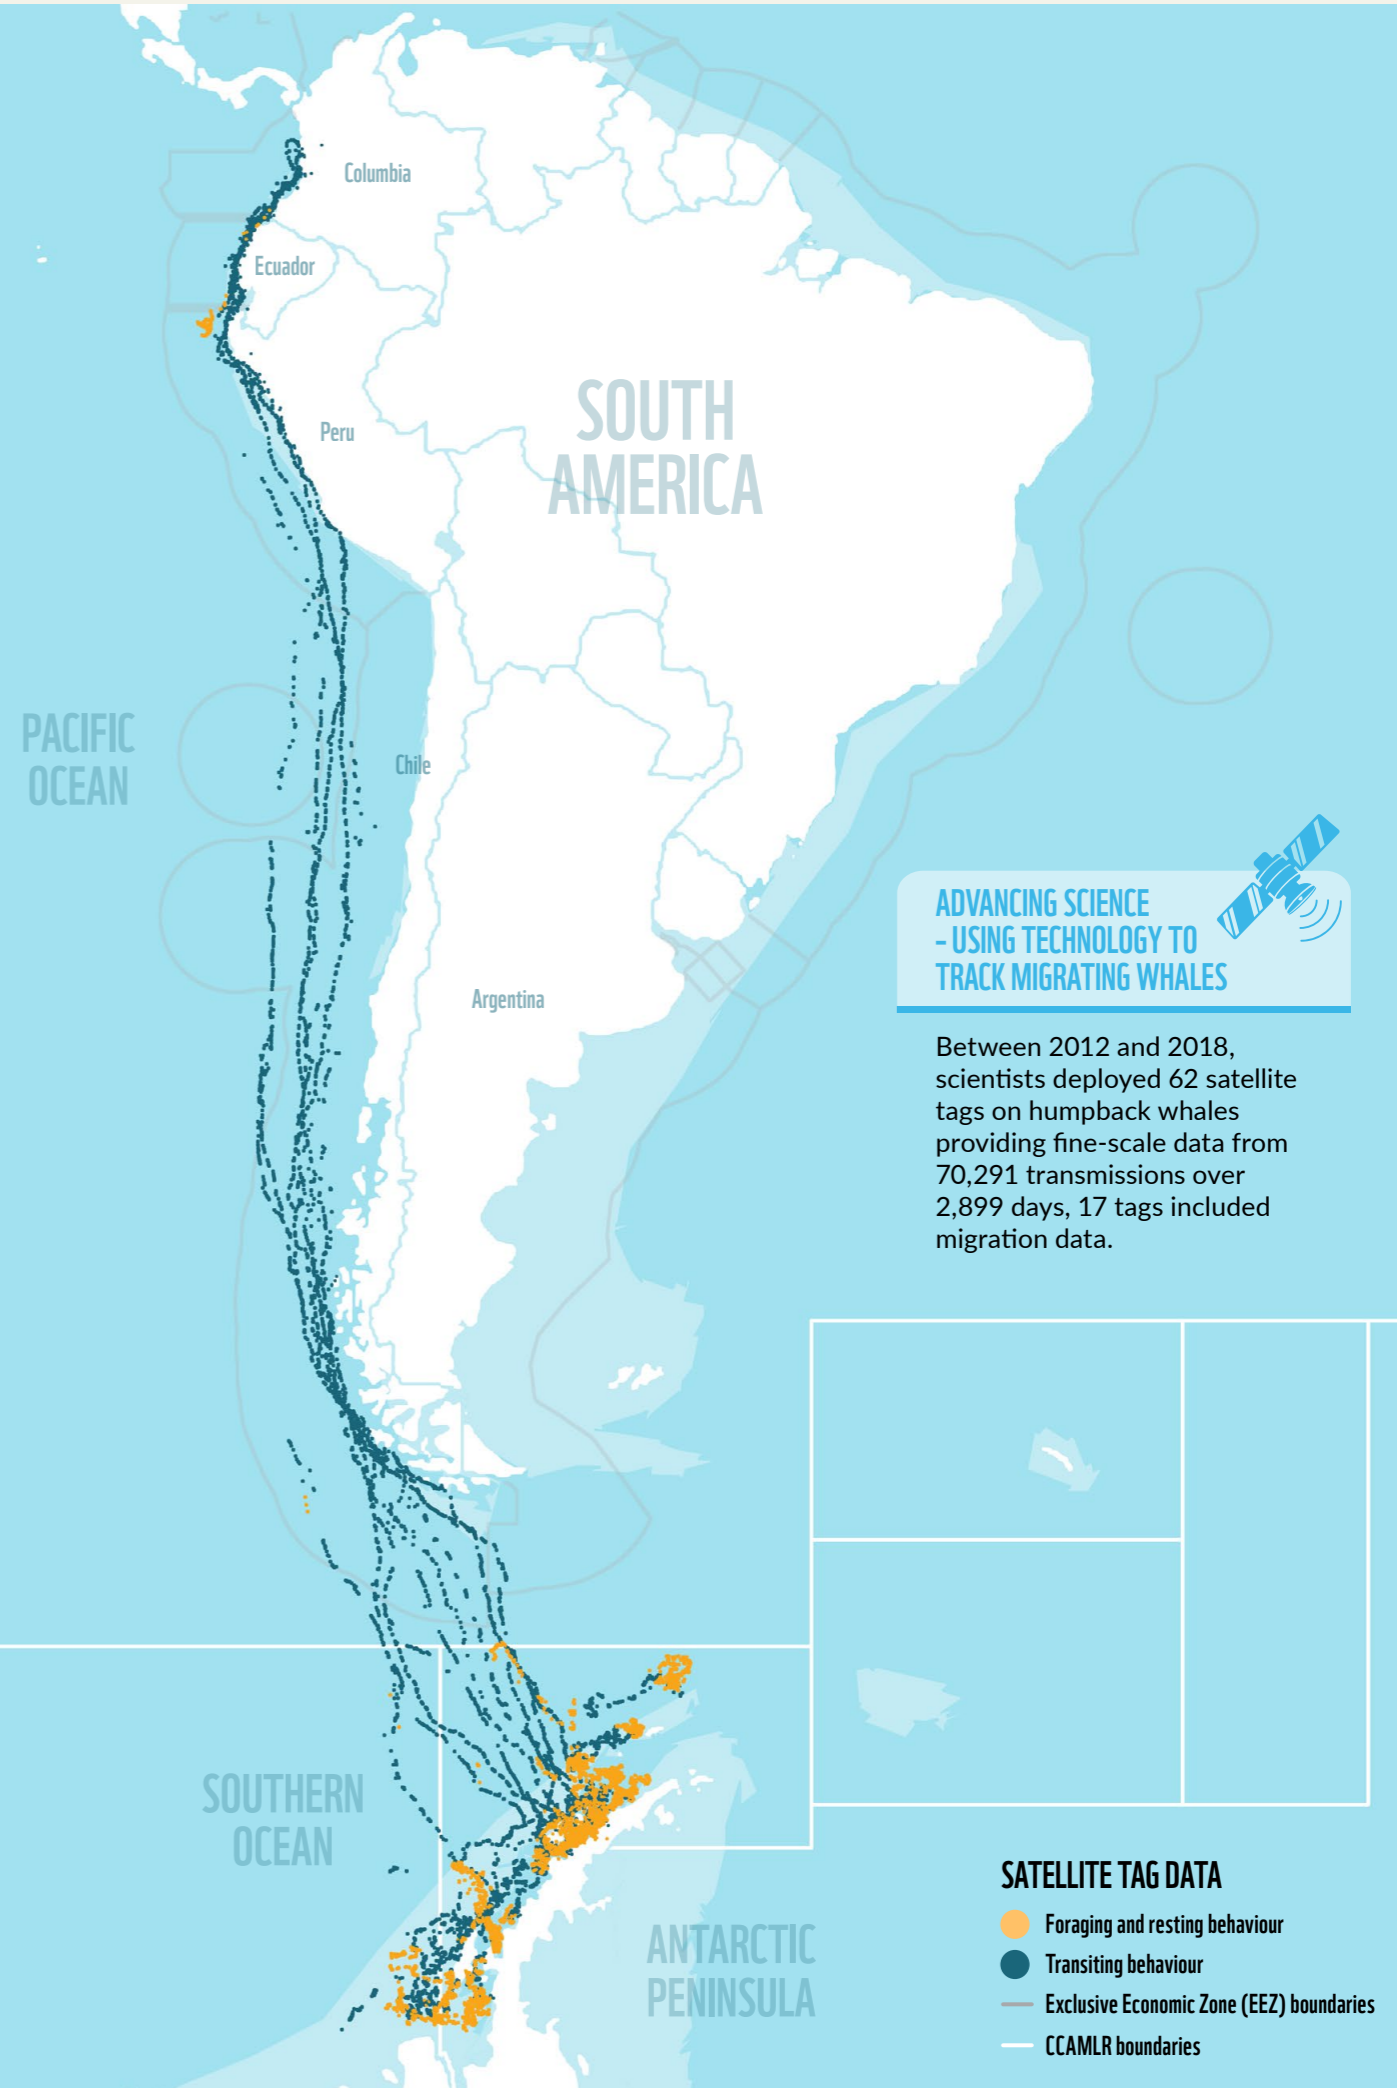 Columbia
Ecuador
Peru
SOUTH
AMERICA
PACIFIC
OCEAN
Chile
Argentina
ADVANCING SCIENCE
– USING TECHNOLOGY TO
TRACK MIGRATING WHALES
Between 2012 and 2018,
scientists deployed 62 satellite
tags on humpback whales
providing fine-scale data from
70,291 transmissions over
2,899 days, 17 tags included
migration data.
SOUTHERN
OCEAN
ANTARCTIC
PENINSULA
SATELLITE TAG DATA
Foraging and resting behaviour
Transiting behaviour
Exclusive Economic Zone (EEZ) boundaries
CCAMLR boundaries